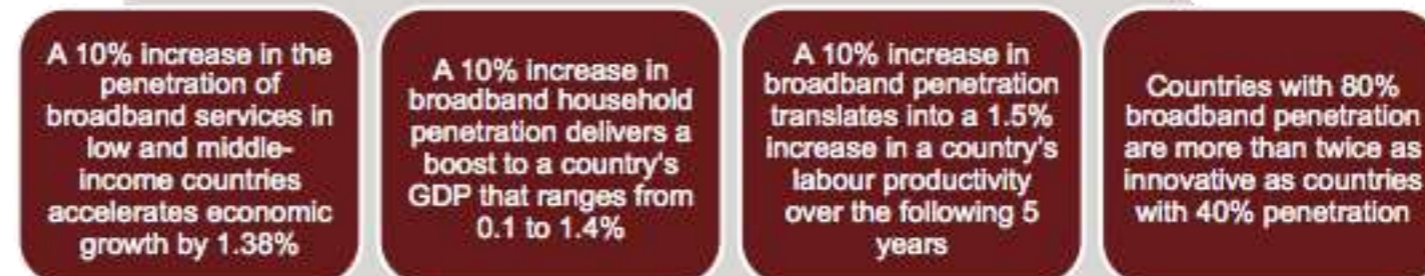 A 10% increase in the
penetration of
broadband services in
low and middle-
income countries
accelerates economic
growth by 1.38%
A 10% increase in
broadband household
penetration delivers a
boost to a country's
GDP that ranges from
0.1 to 1.4%
A 10% increase in
broadband penetration
translates into a 1.5%
increase in a country's
labour productivity
over the following 5
years
Countries with 80%
broadband penetration
are more than twice as
innovative as countries
with 40% penetration